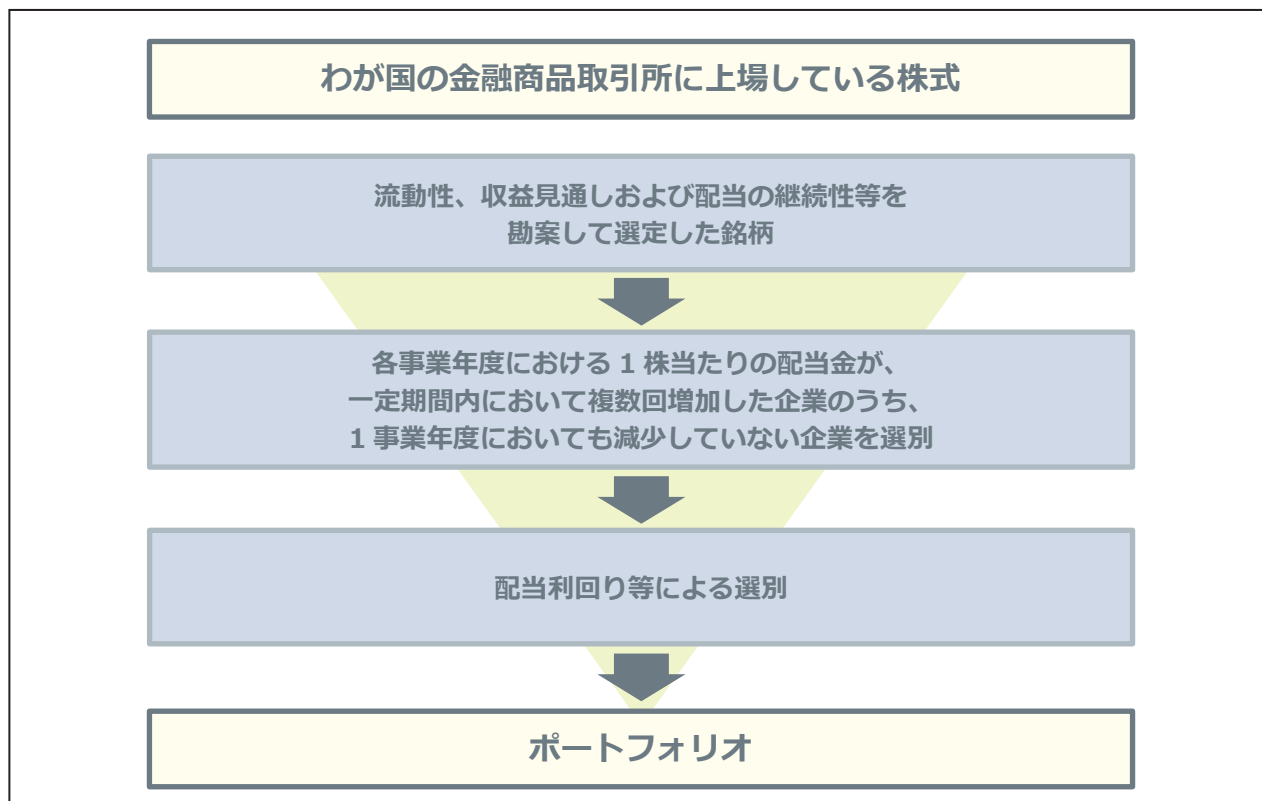 わが国の金融商品取引所に上場している株式
流動性、収益見通しおよび配当の継続性等を
勘案して選定した銘柄
各事業年度における 1 株当たりの配当金が、
一定期間内において複数回増加した企業のうち、
1 事業年度においても減少していない企業を選別
配当利回り等による選別
ポートフォリオ